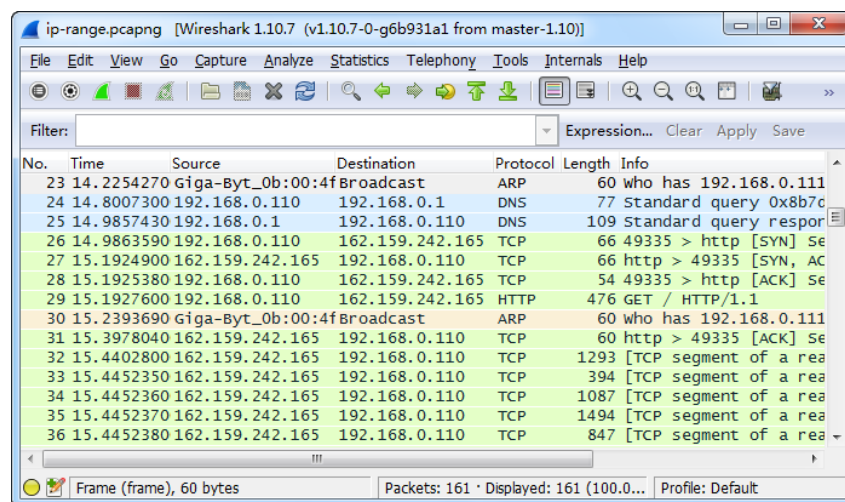 ip-range.pcapng [Wireshark 1.10.7 (v1.10.7-0-g6b931a1 from master-1.10)]
File Edit View Go Capture Analyze Statistics Telephony Tools Internals Help
Filter: Expression... Clear Apply Save
No. Time Source Destination Protocol Length Info
23 14.2254270 Giga-Byt_0b:00:4f Broadcast ARP 60 Who has 192.168.0.111
24 14.8007300 192.168.0.110 192.168.0.1 DNS 77 Standard query 0x8b7c
25 14.9857430 192.168.0.1 192.168.0.110 DNS 109 Standard query respor
26 14.9863590 192.168.0.110 162.159.242.165 TCP 66 49335 > http [SYN] Se
27 15.1924900 162.159.242.165 192.168.0.110 TCP 66 http > 49335 [SYN, AC
28 15.1925380 192.168.0.110 162.159.242.165 TCP 54 49335 > http [ACK] Se
29 15.1927600 192.168.0.110 162.159.242.165 HTTP 476 GET / HTTP/1.1
30 15.2393690 Giga-Byt_0b:00:4f Broadcast ARP 60 Who has 192.168.0.111
31 15.3978040 162.159.242.165 192.168.0.110 TCP 60 http > 49335 [ACK] Se
32 15.4402800 162.159.242.165 192.168.0.110 TCP 1293 [TCP segment of a rea
33 15.4452350 162.159.242.165 192.168.0.110 TCP 394 [TCP segment of a rea
34 15.4452360 162.159.242.165 192.168.0.110 TCP 1087 [TCP segment of a rea
35 15.4452370 162.159.242.165 192.168.0.110 TCP 1494 [TCP segment of a rea
36 15.4452380 162.159.242.165 192.168.0.110 TCP 847 [TCP segment of a rea
Frame (frame), 60 bytes Packets: 161 · Displayed: 161 (100.0... Profile: Default